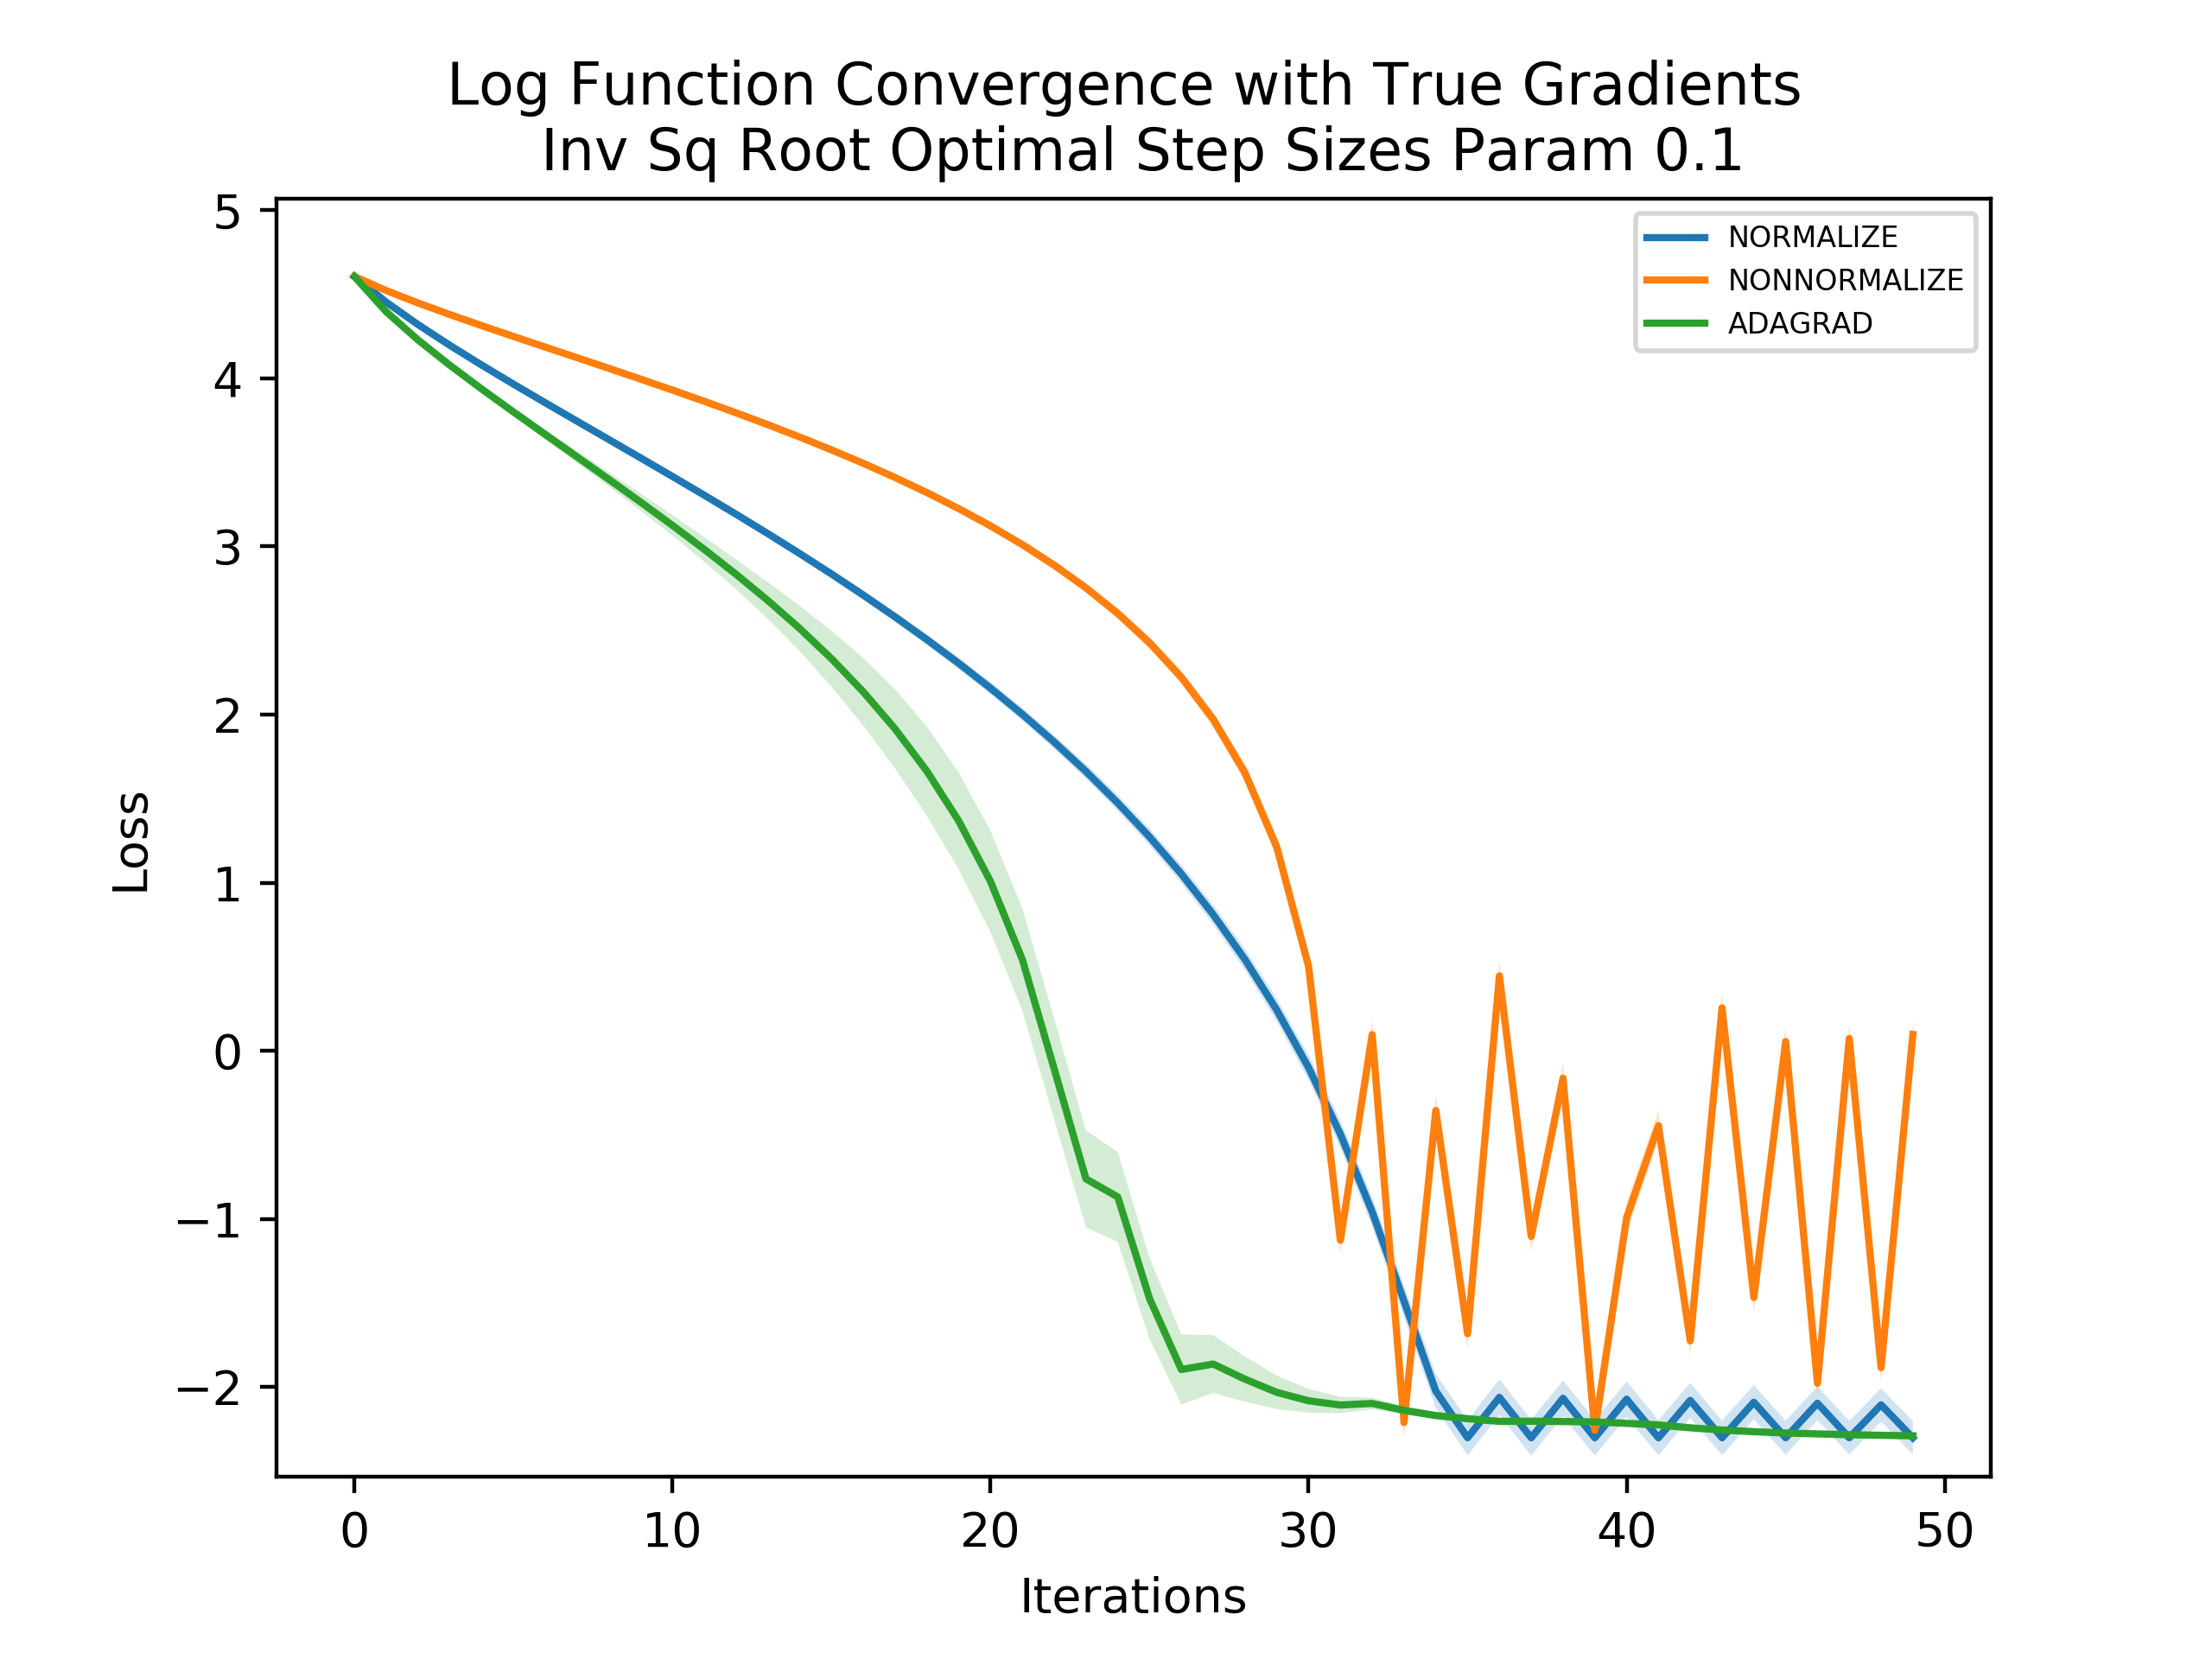 Log Function Convergence with True Gradients
Inv Sq Root Optimal Step Sizes Param 0.1
NORMALIZE
NONNORMALIZE
ADAGRAD
5
4
3
2
1
0
−1
−2
Loss
0 10 20 30 40 50
Iterations